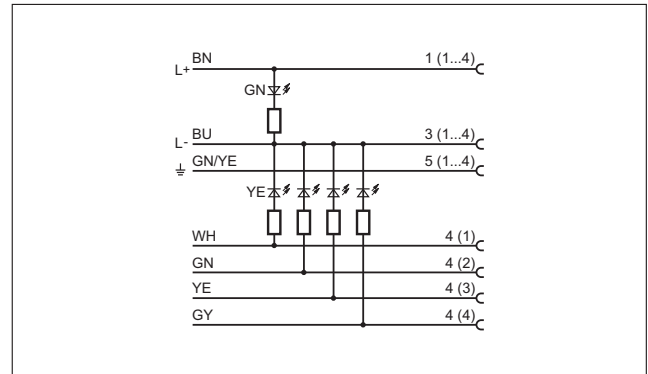 L+ BN 1 (1...4)
GN
L- BU 3 (1...4)
GN/YE 5 (1...4)
YE
WH 4 (1)
GN 4 (2)
YE 4 (3)
GY 4 (4)